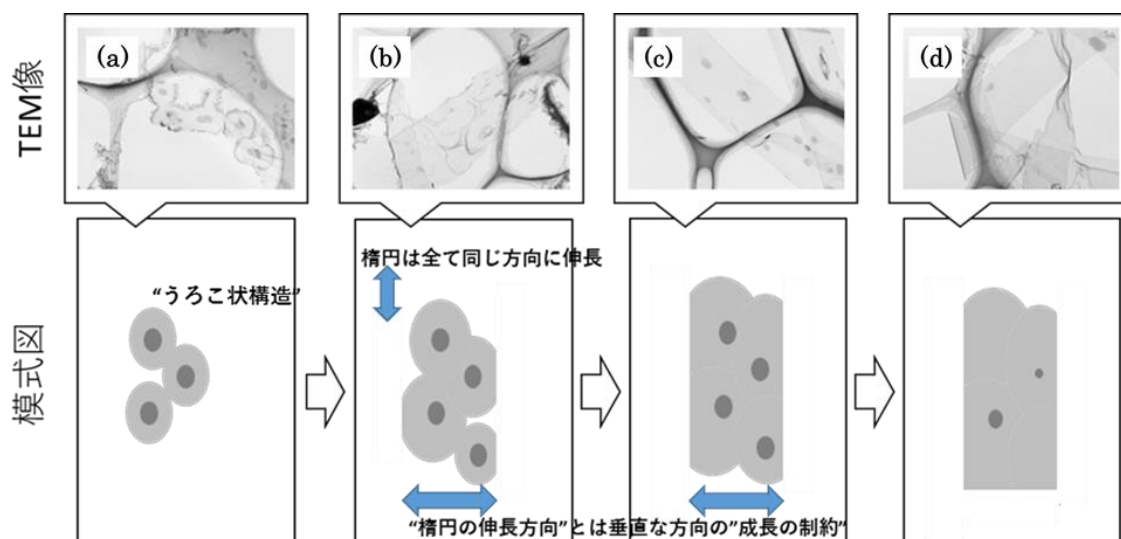 TEM像
(a)
(b)
(c)
(d)
模式図
“うろこ状構造”
楕円は全て同じ方向に伸長
“楕円の伸長方向”とは垂直な方向の”成長の制約”